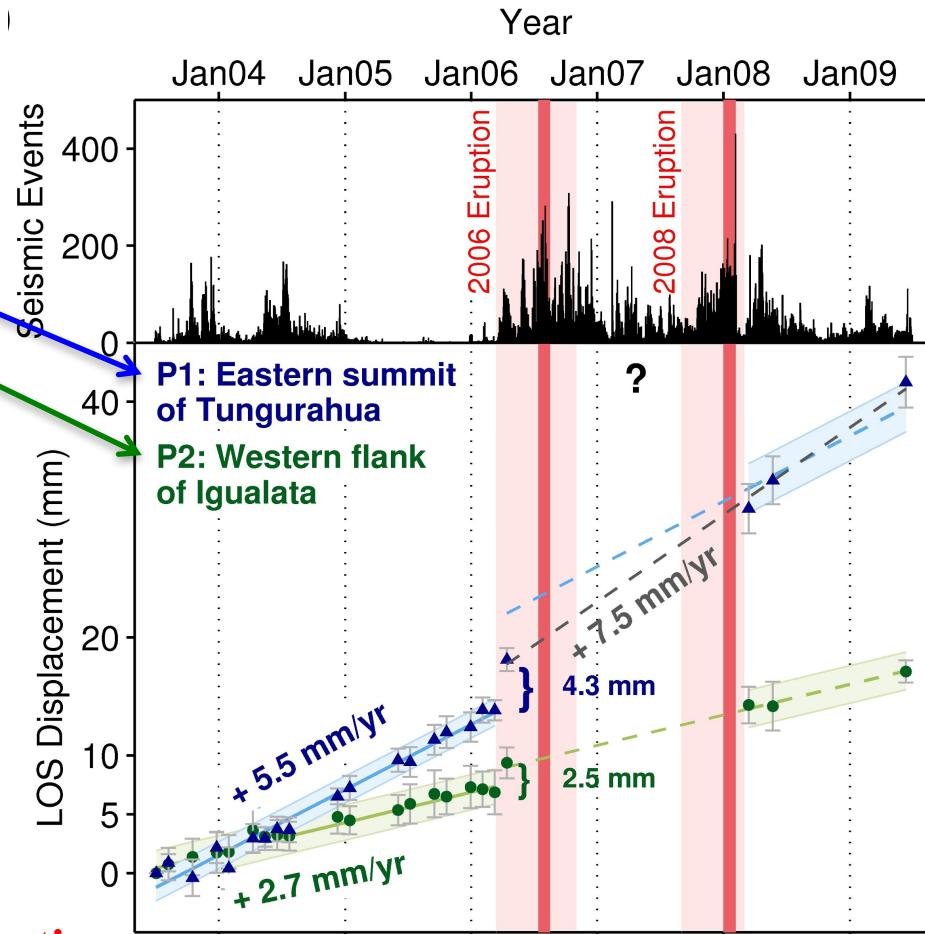 )
Year
Jan04 Jan05 Jan06 Jan07 Jan08 Jan09
Seismic Events
400
200
0
2006 Eruption
2008 Eruption
P1: Eastern summit
of Tungurahua
P2: Western flank
of Igualata
?
LOS Displacement (mm)
40
20
10
5
0
+ 5.5 mm/yr
+ 2.7 mm/yr
+ 7.5 mm/yr
} 4.3 mm
} 2.5 mm